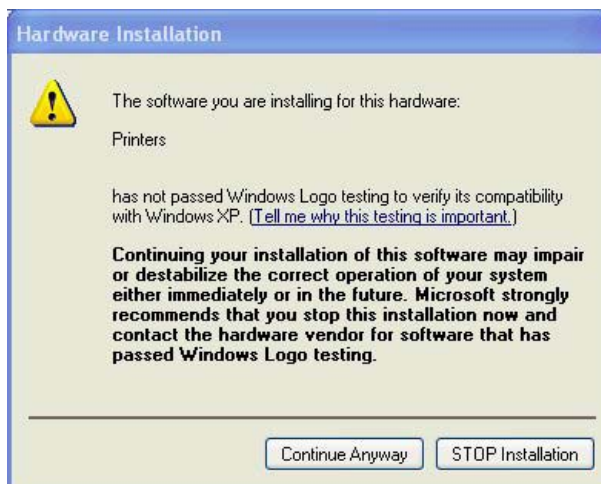 Hardware Installation
The software you are installing for this hardware:
Printers
has not passed Windows Logo testing to verify its compatibility
with Windows XP. (Tell me why this testing is important.)
Continuing your installation of this software may impair
or destabilize the correct operation of your system
either immediately or in the future. Microsoft strongly
recommends that you stop this installation now and
contact the hardware vendor for software that has
passed Windows Logo testing.
Continue Anyway
STOP Installation